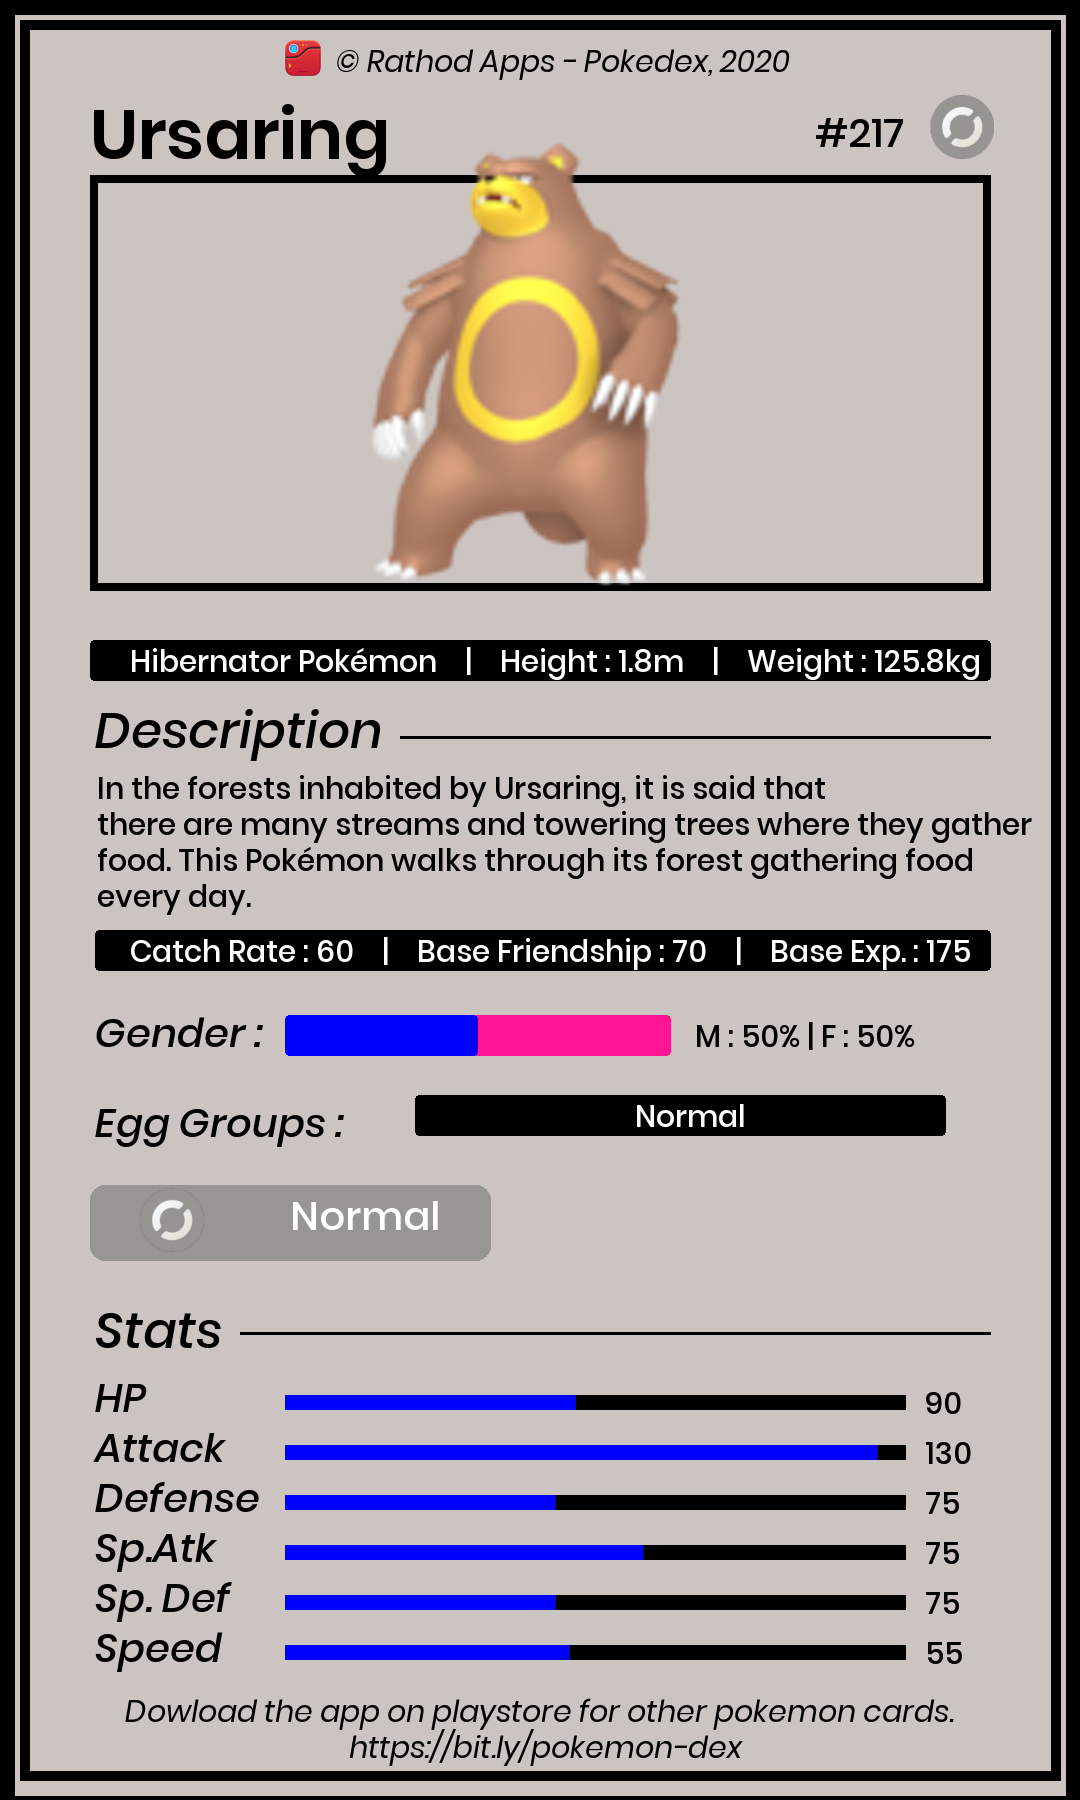 © Rathod Apps - Pokedex, 2020
Ursaring
#217
Hibernator Pokémon | Height : 1.8m | Weight : 125.8kg
Description
In the forests inhabited by Ursaring, it is said that
there are many streams and towering trees where they gather
food. This Pokémon walks through its forest gathering food
every day.
Catch Rate : 60 | Base Friendship : 70 | Base Exp. : 175
Gender : M : 50% | F : 50%
Egg Groups : Normal
Normal
Stats
HP 90
Attack 130
Defense 75
Sp.Atk 75
Sp. Def 75
Speed 55
Dowload the app on playstore for other pokemon cards.
https://bit.ly/pokemon-dex